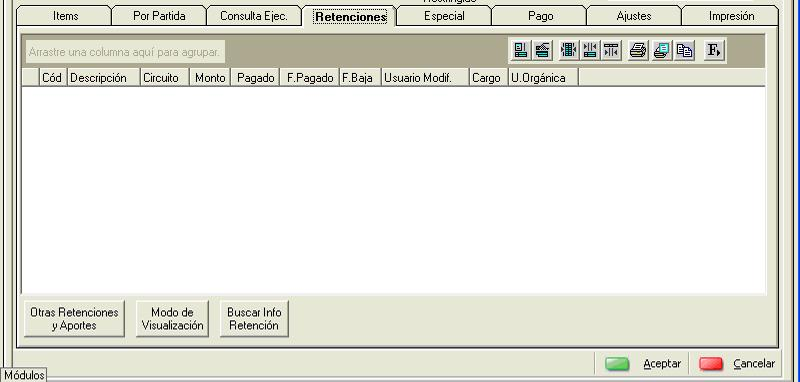 Items Por Partida Consulta Ejec. Retenciones Especial Pago Ajustes Impresión
Arrastre una columna aquí para agrupar.
F
Cód Descripción Circuito Monto Pagado F.Pagado F.Baja Usuario Modif. Cargo U.Orgánica
Otras Retenciones
y Aportes
Modo de
Visualización
Buscar Info
Retención
Aceptar Cancelar
Módulos